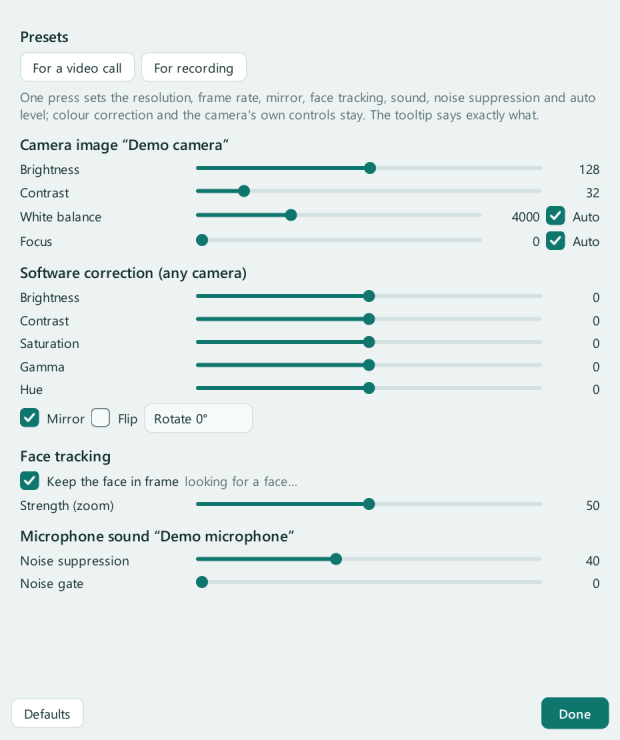 Presets
For a video call For recording
One press sets the resolution, frame rate, mirror, face tracking, sound, noise suppression and auto
level; colour correction and the camera's own controls stay. The tooltip says exactly what.
Camera image “Demo camera”
Brightness 128
Contrast 32
White balance 4000 Auto
Focus 0 Auto
Software correction (any camera)
Brightness 0
Contrast 0
Saturation 0
Gamma 0
Hue 0
Mirror Flip Rotate 0°
Face tracking
Keep the face in frame looking for a face…
Strength (zoom) 50
Microphone sound “Demo microphone”
Noise suppression 40
Noise gate 0
Defaults Done